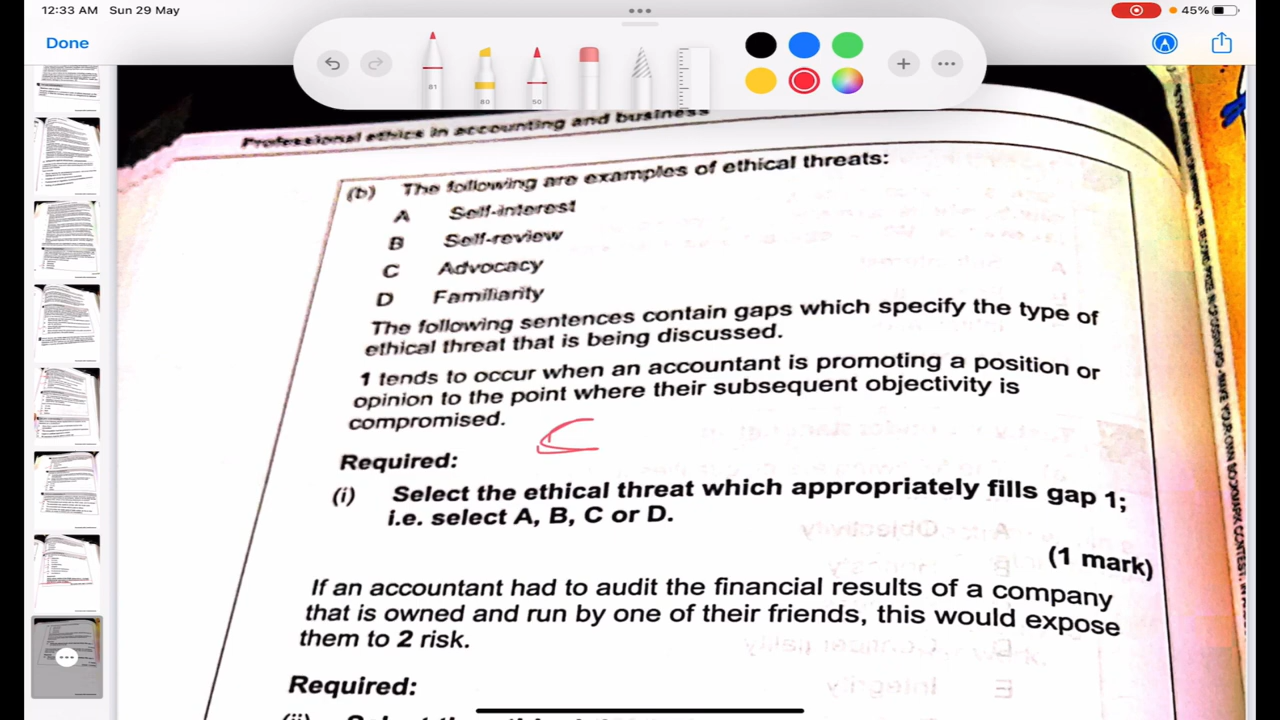 12:33 AM Sun 29 May
45%
Done
81
80
50
Professional ethics in accounting and business
(b) The following are examples of ethical threats:
A Self-interest
B Self-review
C Advocacy
D Familiarity
The following sentences contain gaps which specify the type of
ethical threat that is being discussed.
1 tends to occur when an accountant is promoting a position or
opinion to the point where their subsequent objectivity is
compromised.
C
Required:
(i) Select the ethical threat which appropriately fills gap 1;
i.e. select A, B, C or D.
(1 mark)
If an accountant had to audit the financial results of a company
that is owned and run by one of their friends, this would expose
them to 2 risk.
Required: